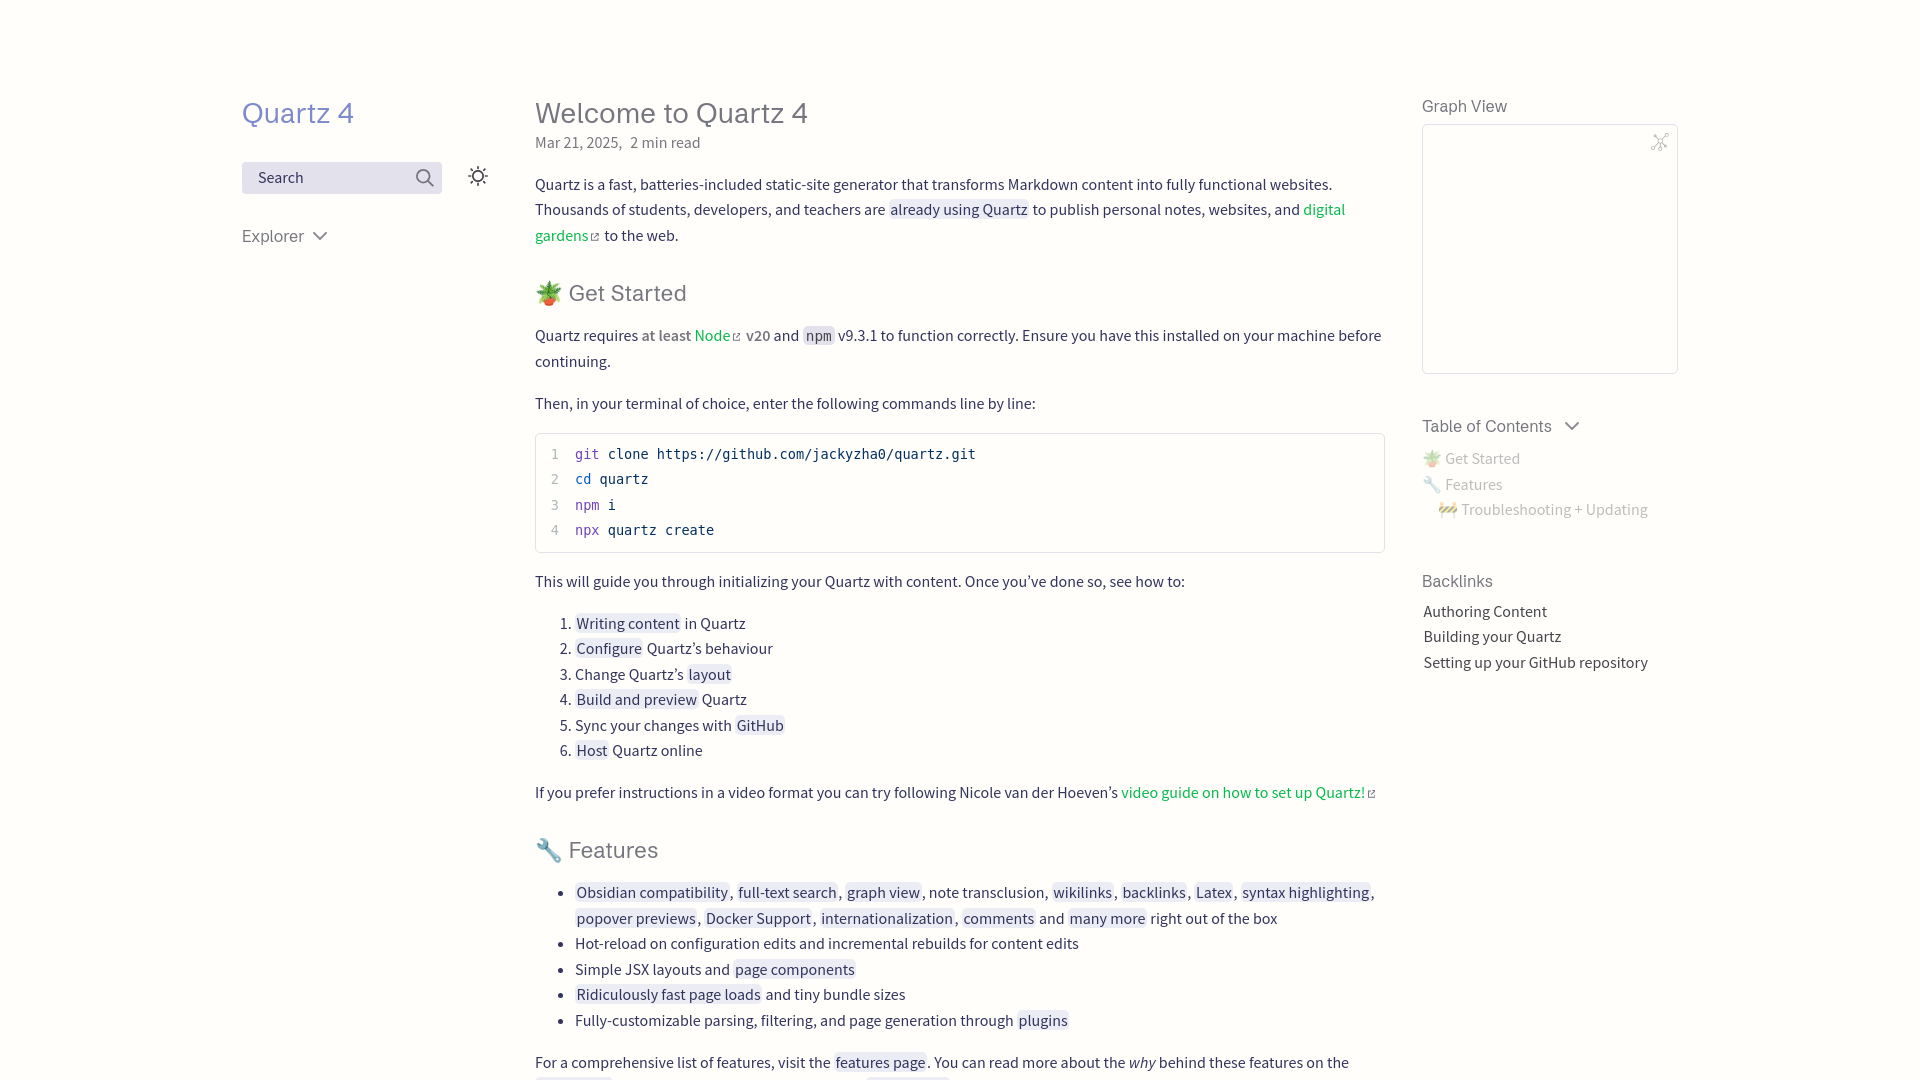 Quartz 4
Search
Explorer
Welcome to Quartz 4
Mar 21, 2025, 2 min read
Quartz is a fast, batteries-included static-site generator that transforms Markdown content into fully functional websites.
Thousands of students, developers, and teachers are already using Quartz to publish personal notes, websites, and digital
gardens to the web.
🪴 Get Started
Quartz requires at least Node v20 and npm v9.3.1 to function correctly. Ensure you have this installed on your machine before
continuing.
Then, in your terminal of choice, enter the following commands line by line:
1 git clone https://github.com/jackyzha0/quartz.git
2 cd quartz
3 npm i
4 npx quartz create
This will guide you through initializing your Quartz with content. Once you’ve done so, see how to:
1. Writing content in Quartz
2. Configure Quartz’s behaviour
3. Change Quartz’s layout
4. Build and preview Quartz
5. Sync your changes with GitHub
6. Host Quartz online
If you prefer instructions in a video format you can try following Nicole van der Hoeven’s video guide on how to set up Quartz!
🔧 Features
• Obsidian compatibility, full-text search, graph view, note transclusion, wikilinks, backlinks, Latex, syntax highlighting,
popover previews, Docker Support, internationalization, comments and many more right out of the box
• Hot-reload on configuration edits and incremental rebuilds for content edits
• Simple JSX layouts and page components
• Ridiculously fast page loads and tiny bundle sizes
• Fully-customizable parsing, filtering, and page generation through plugins
For a comprehensive list of features, visit the features page. You can read more about the why behind these features on the
Graph View
Table of Contents
🪴 Get Started
🔧 Features
🚧 Troubleshooting + Updating
Backlinks
Authoring Content
Building your Quartz
Setting up your GitHub repository